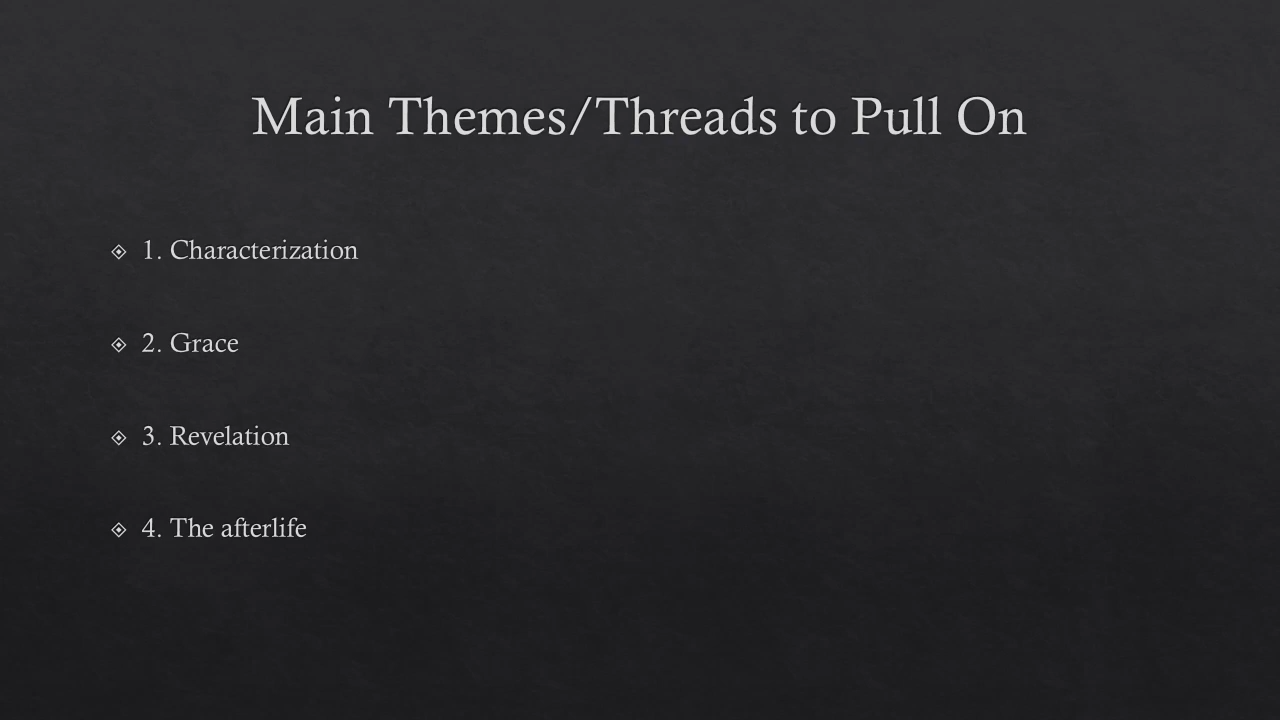 Main Themes/Threads to Pull On
1. Characterization
2. Grace
3. Revelation
4. The afterlife